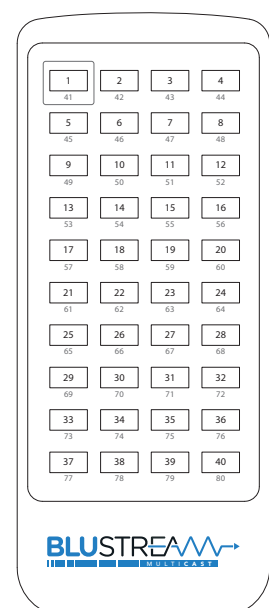 1 2 3 4
41 42 43 44
5 6 7 8
45 46 47 48
9 10 11 12
49 50 51 52
13 14 15 16
53 54 55 56
17 18 19 20
57 58 59 60
21 22 23 24
61 62 63 64
25 26 27 28
65 66 67 68
29 30 31 32
69 70 71 72
33 34 35 36
73 74 75 76
37 38 39 40
77 78 79 80
BLUSTREAM
MULTICAST